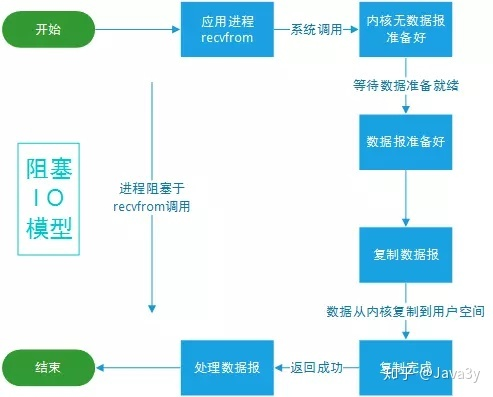 开始
应用进程
recvfrom
系统调用
内核无数据报
准备好
等待数据准备就绪
数据报准备好
阻塞
IO
模型
进程阻塞于
recvfrom调用
复制数据报
数据从内核复制到用户空间
结束
处理数据报
返回成功
复制完成
知乎 @Java3y